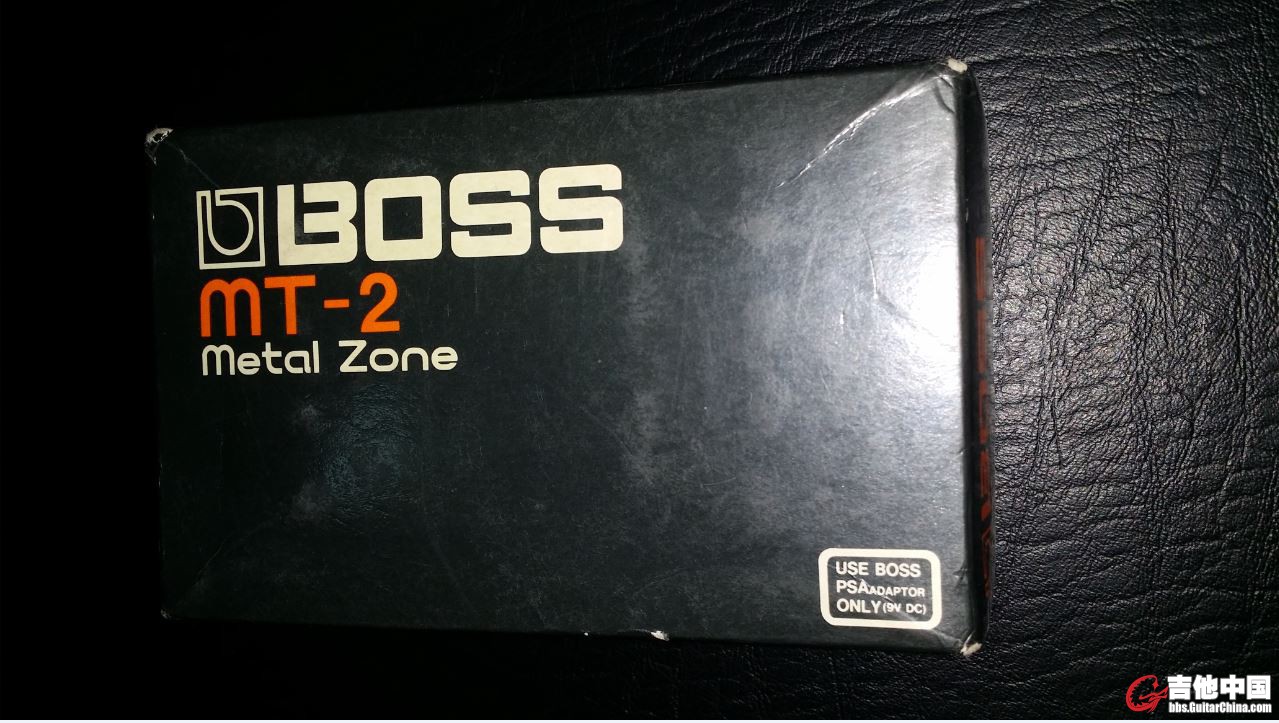 BOSS
MT-2
Metal Zone
USE BOSS
PSA ADAPTOR
ONLY (9V DC)
吉他中国
bbs.GuitarChina.com